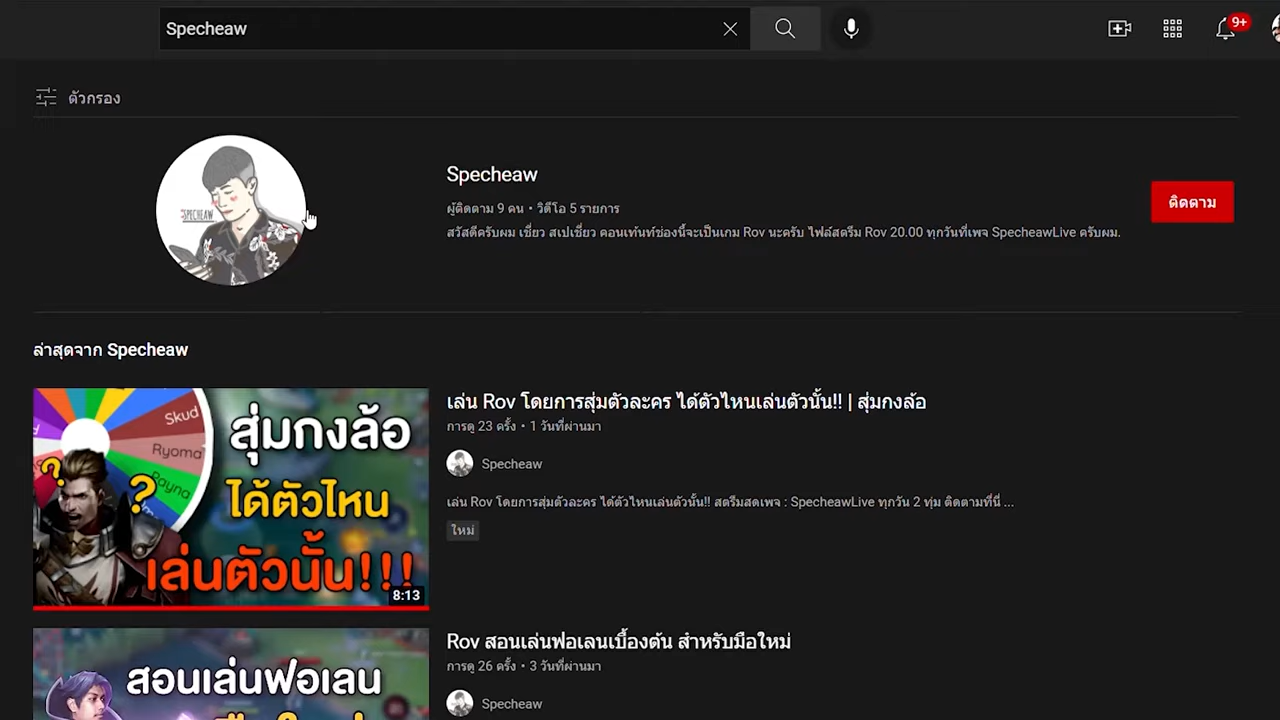 Specheaw
9+
ตัวกรอง
SPECHEAW
Specheaw
ผู้ติดตาม 9 คน • วิดีโอ 5 รายการ
สวัสดีครับผม เชี่ยว สเปเชี่ยว คอนเท้นท์ช่องนี้จะเป็นเกม Rov นะครับ ไฟล์สตรีม Rov 20.00 ทุกวันที่เพจ SpecheawLive ครับผม.
ติดตาม
ล่าสุดจาก Specheaw
Skud
Ryoma
Rayna
สุ่มกงล้อ
ได้ตัวไหน
เล่นตัวนั้น!!!
? ?
8:13
เล่น Rov โดยการสุ่มตัวละคร ได้ตัวไหนเล่นตัวนั้น!! | สุ่มกงล้อ
การดู 23 ครั้ง • 1 วันที่ผ่านมา
Specheaw
เล่น Rov โดยการสุ่มตัวละคร ได้ตัวไหนเล่นตัวนั้น!! สตรีมสดเพจ : SpecheawLive ทุกวัน 2 ทุ่ม ติดตามที่นี่ ...
ใหม่
สอนเล่นฟอเลน
Rov สอนเล่นฟอเลนเบื้องต้น สำหรับมือใหม่
การดู 26 ครั้ง • 3 วันที่ผ่านมา
Specheaw